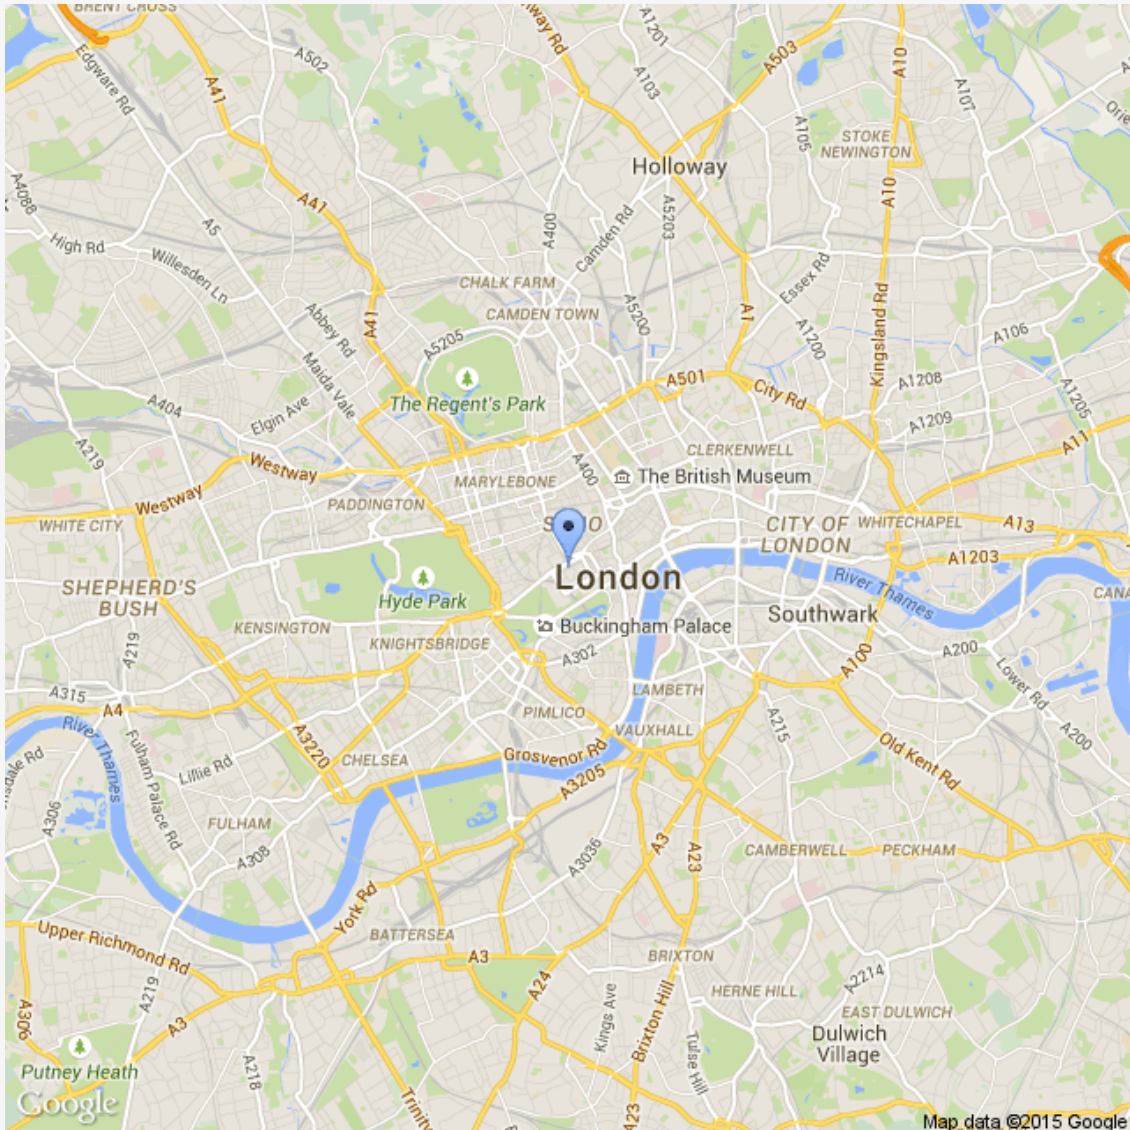 BRENT CROSS
Edgware Rd
A502
A41
Holloway Rd
A1201
A503
A103
A10
A107
A105
STOKE
NEWINGTON
Holloway
A4088
A41
A5
A400
Camden Rd
A5203
A10
High Rd
Willesden Ln
Essex Rd
CHALK FARM
CAMDEN TOWN
A5200
A1
Abbey Rd
A41
A5205
A1200
Kingsland Rd
A106
Maida Vale
The Regent's Park
A501
City Rd
A1208
A1205
A404
Elgin Ave
A1209
A11
A219
Westway
CLERKENWELL
A400
The British Museum
MARYLEBONE
Westway
PADDINGTON
WHITE CITY
CITY OF
LONDON
WHITECHAPEL
A13
A1203
SHEPHERD'S
BUSH
Hyde Park
London
River Thames
Southwark
KENSINGTON
KNIGHTSBRIDGE
Buckingham Palace
A219
A302
A100
A200
Lower Rd
A315
A4
LAMBETH
PIMLICO
VAUXHALL
A215
A200
River Thames
Fulham Palace Rd
A3220
Lillie Rd
CHELSEA
Grosvenor Rd
A3205
Old Kent Rd
A306
FULHAM
A308
A3036
A3
A23
CAMBERWELL
PECKHAM
York Rd
Upper Richmond Rd
BATTERSEA
A3
BRIXTON
A219
A24
A2214
HERNE HILL
Kings Ave
Brixton Hill
EAST DULWICH
A306
A3
Dulwich
Village
Tulse Hill
A218
Putney Heath
Trinity
A23
Google
Map data ©2015 Google